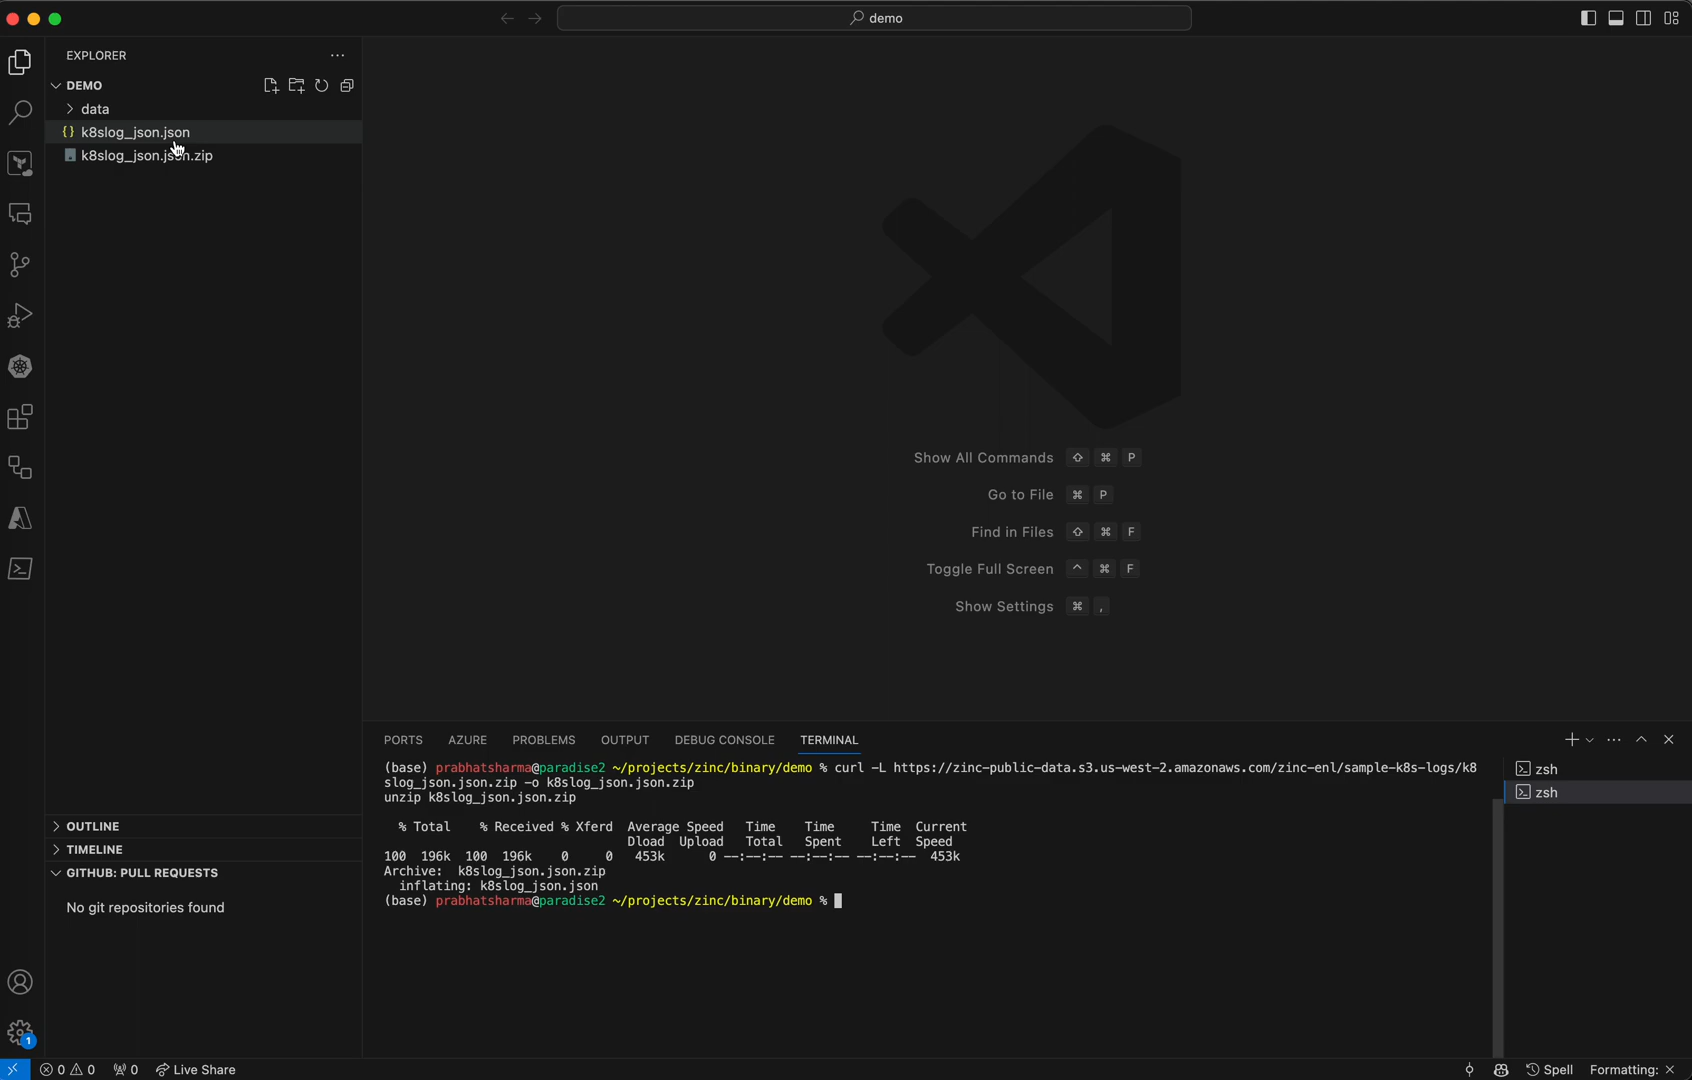 demo
EXPLORER
DEMO
data
{} k8slog_json.json
k8slog_json.json.zip
Show All Commands ⇧ ⌘ P
Go to File ⌘ P
Find in Files ⇧ ⌘ F
Toggle Full Screen ^ ⌘ F
Show Settings ⌘ ,
OUTLINE
TIMELINE
GITHUB: PULL REQUESTS
No git repositories found
PORTS AZURE PROBLEMS OUTPUT DEBUG CONSOLE TERMINAL
(base) prabhatsharma@paradise2 ~/projects/zinc/binary/demo % curl -L https://zinc-public-data.s3.us-west-2.amazonaws.com/zinc-enl/sample-k8s-logs/k8
slog_json.json.zip -o k8slog_json.json.zip
unzip k8slog_json.json.zip
% Total % Received % Xferd Average Speed Time Time Time Current
Dload Upload Total Spent Left Speed
100 196k 100 196k 0 0 453k 0 --:--:-- --:--:-- --:--:-- 453k
Archive: k8slog_json.json.zip
inflating: k8slog_json.json
(base) prabhatsharma@paradise2 ~/projects/zinc/binary/demo %
zsh
zsh
1
0 0 0 Live Share
Spell Formatting: ×